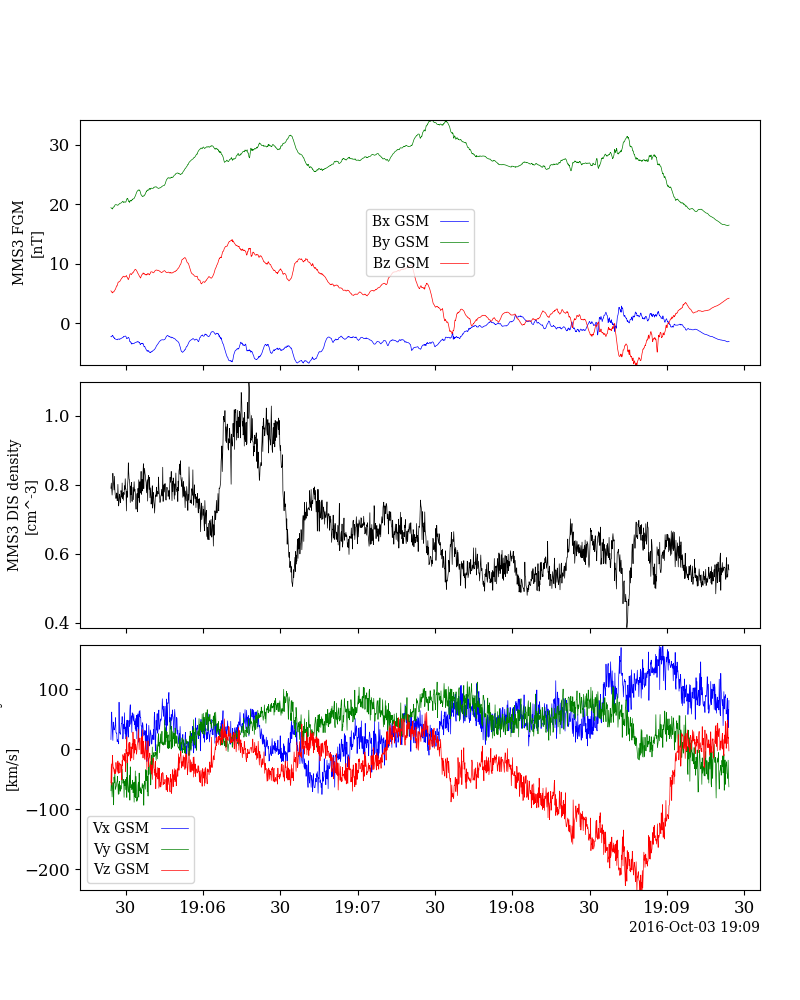 30
20
10
0
MMS3 FGM
[nT]
Bx GSM
By GSM
Bz GSM
1.0
0.8
0.6
0.4
MMS3 DIS density
[cm^-3]
100
0
−100
−200
[km/s]
Vx GSM
Vy GSM
Vz GSM
30 19:06 30 19:07 30 19:08 30 19:09 30
2016-Oct-03 19:09